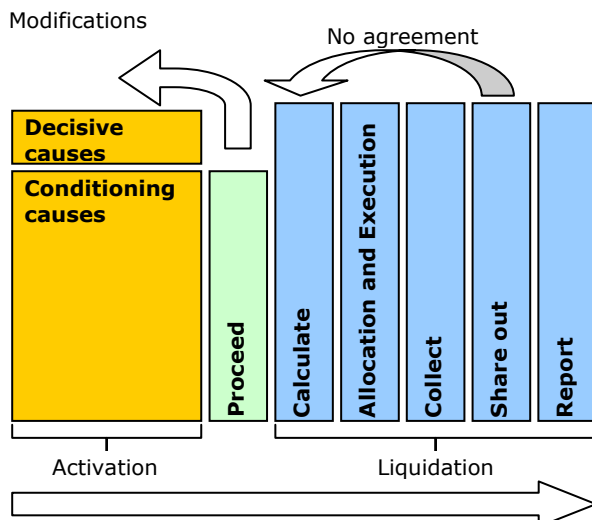 Modifications
No agreement
Decisive
causes
Conditioning
causes
Proceed
Calculate
Allocation and Execution
Collect
Share out
Report
Activation
Liquidation